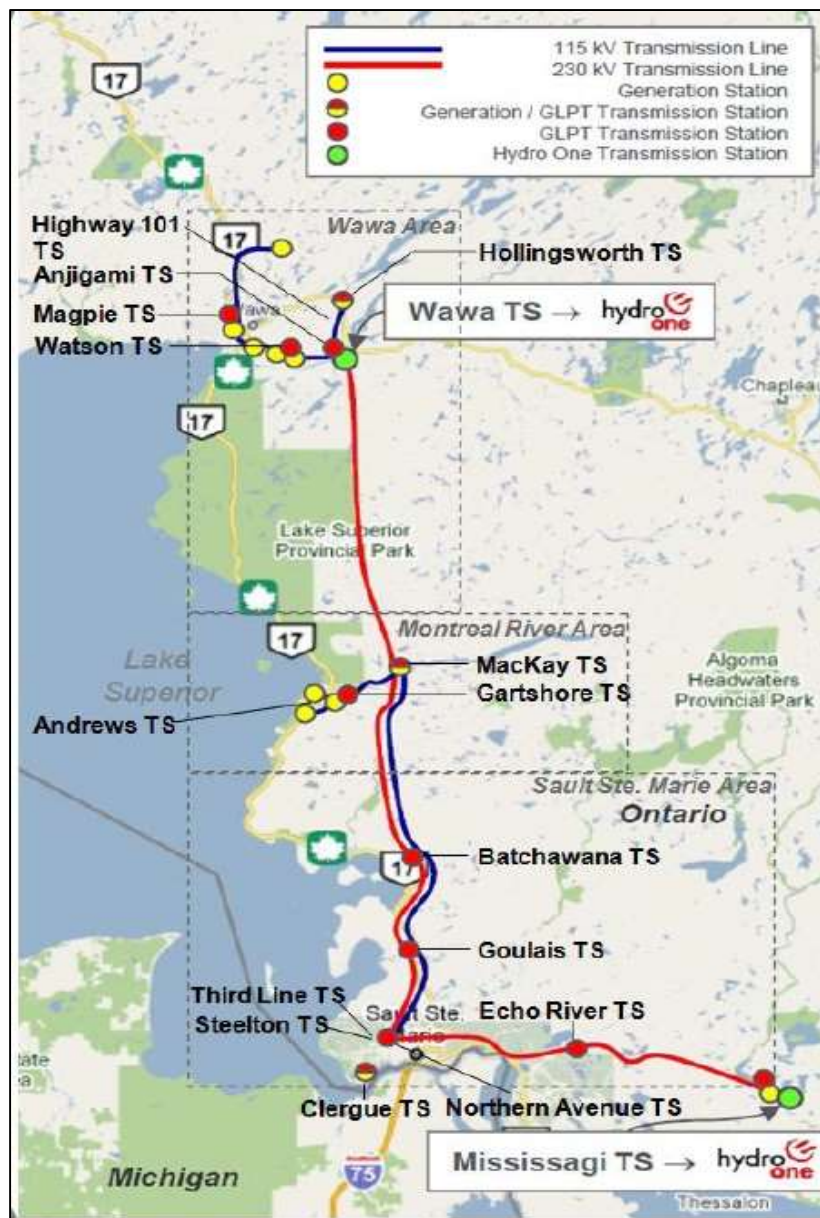 115 kV Transmission Line
230 kV Transmission Line
Generation Station
Generation / GLPT Transmission Station
GLPT Transmission Station
Hydro One Transmission Station
17
Highway 101
TS
17
Wawa Area
Hollingsworth TS
Anjigami TS
Magpie TS
Wawa TS → hydro one
Watson TS
Chapleau
17
Lake Superior
Provincial Park
Montreal River Area
17
Lake
Superior
MacKay TS
Gartshore TS
Algoma
Headwaters
Provincial Park
Andrews TS
Sault Ste. Marie Area
Ontario
Batchawana TS
17
Goulais TS
Third Line TS
Sault Ste.
Steelton TS
Echo River TS
Clergue TS
Northern Avenue TS
Michigan
75
Mississagi TS → hydro one
Thessalon